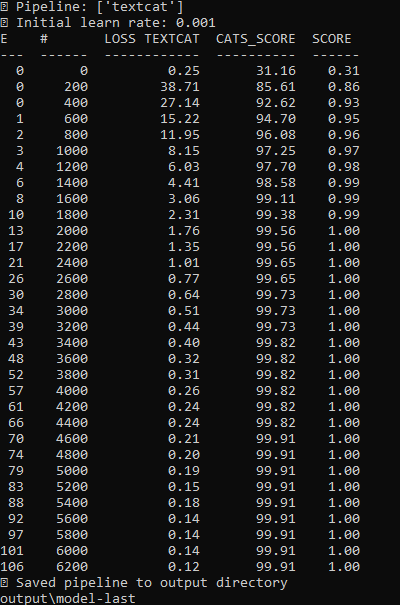 Pipeline: ['textcat']
Initial learn rate: 0.001
E    #       LOSS TEXTCAT  CATS_SCORE  SCORE
---  ------  ------------  ----------  ------
  0       0          0.25       31.16    0.31
  0     200         38.71       85.61    0.86
  0     400         27.14       92.62    0.93
  1     600         15.22       94.70    0.95
  2     800         11.95       96.08    0.96
  3    1000          8.15       97.25    0.97
  4    1200          6.03       97.70    0.98
  6    1400          4.41       98.58    0.99
  8    1600          3.06       99.11    0.99
 10    1800          2.31       99.38    0.99
 13    2000          1.76       99.56    1.00
 17    2200          1.35       99.56    1.00
 21    2400          1.01       99.65    1.00
 26    2600          0.77       99.65    1.00
 30    2800          0.64       99.73    1.00
 34    3000          0.51       99.73    1.00
 39    3200          0.44       99.73    1.00
 43    3400          0.40       99.82    1.00
 48    3600          0.32       99.82    1.00
 52    3800          0.31       99.82    1.00
 57    4000          0.26       99.82    1.00
 61    4200          0.24       99.82    1.00
 66    4400          0.24       99.82    1.00
 70    4600          0.21       99.91    1.00
 74    4800          0.20       99.91    1.00
 79    5000          0.19       99.91    1.00
 83    5200          0.15       99.91    1.00
 88    5400          0.18       99.91    1.00
 92    5600          0.14       99.91    1.00
 97    5800          0.14       99.91    1.00
101    6000          0.14       99.91    1.00
106    6200          0.12       99.91    1.00
Saved pipeline to output directory
output\model-last